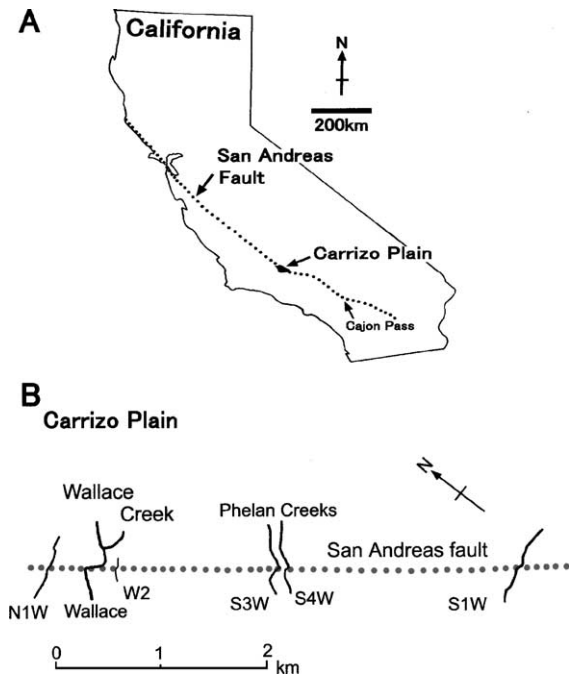 A
California
N
200km
San Andreas
Fault
Carrizo Plain
Cajon Pass
B
Carrizo Plain
N
Wallace
Creek
Phelan Creeks
San Andreas fault
N1W
Wallace
W2
S3W
S4W
S1W
0 1 2
km